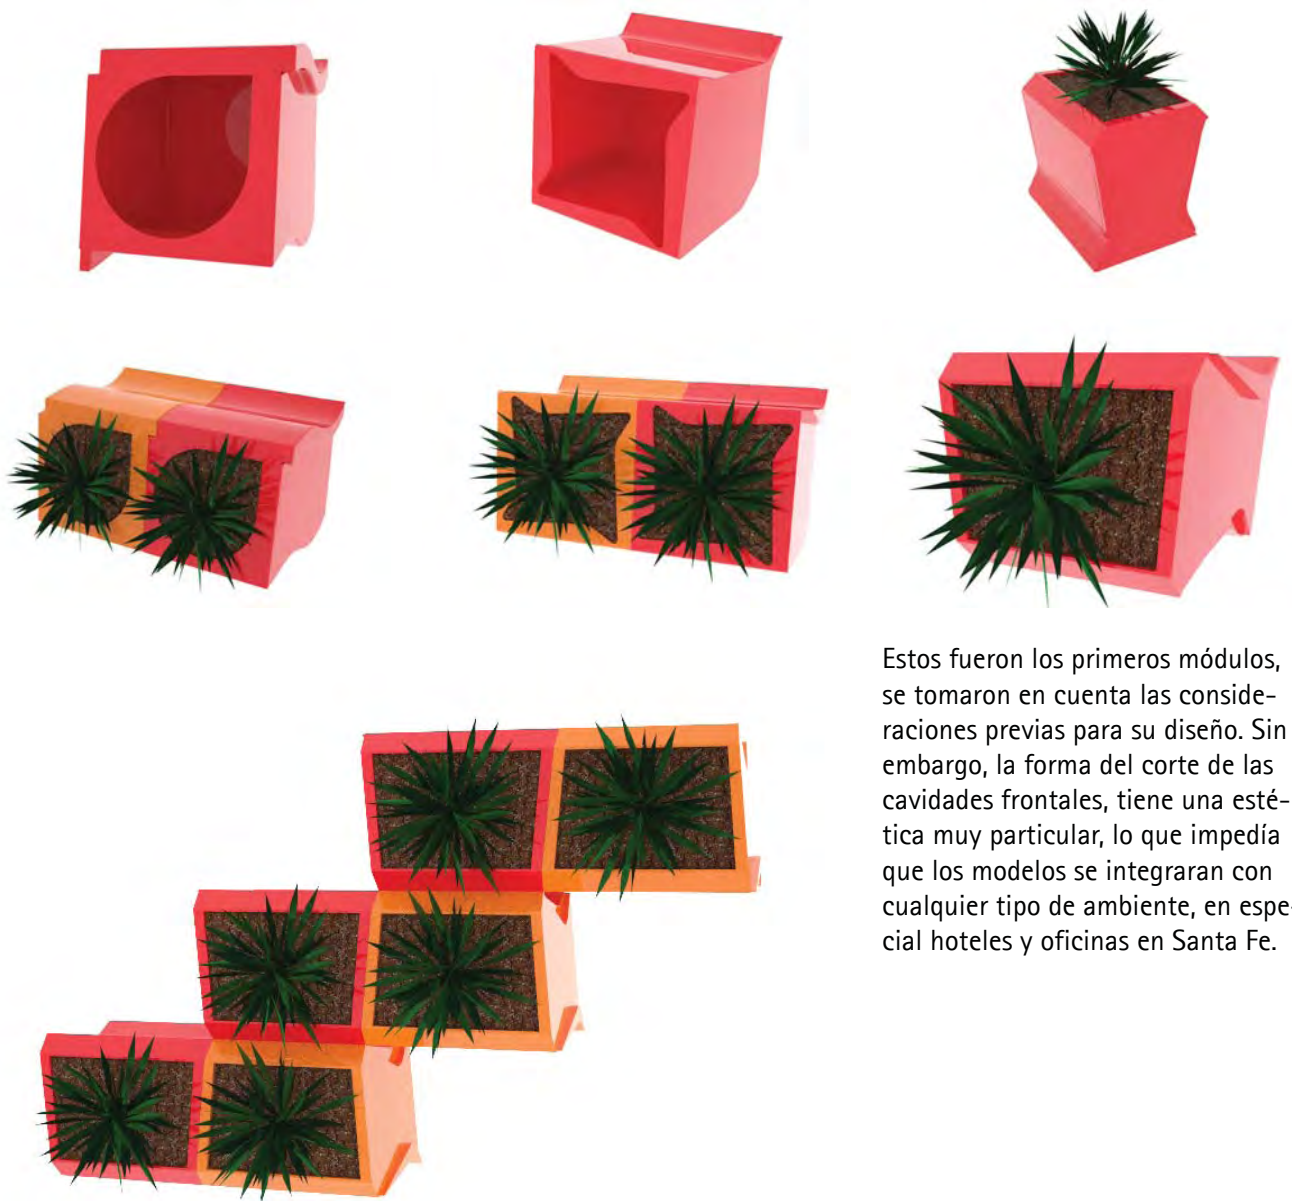 Estos fueron los primeros módulos,
se tomaron en cuenta las conside-
raciones previas para su diseño. Sin
embargo, la forma del corte de las
cavidades frontales, tiene una esté-
tica muy particular, lo que impedía
que los modelos se integraran con
cualquier tipo de ambiente, en espe-
cial hoteles y oficinas en Santa Fe.